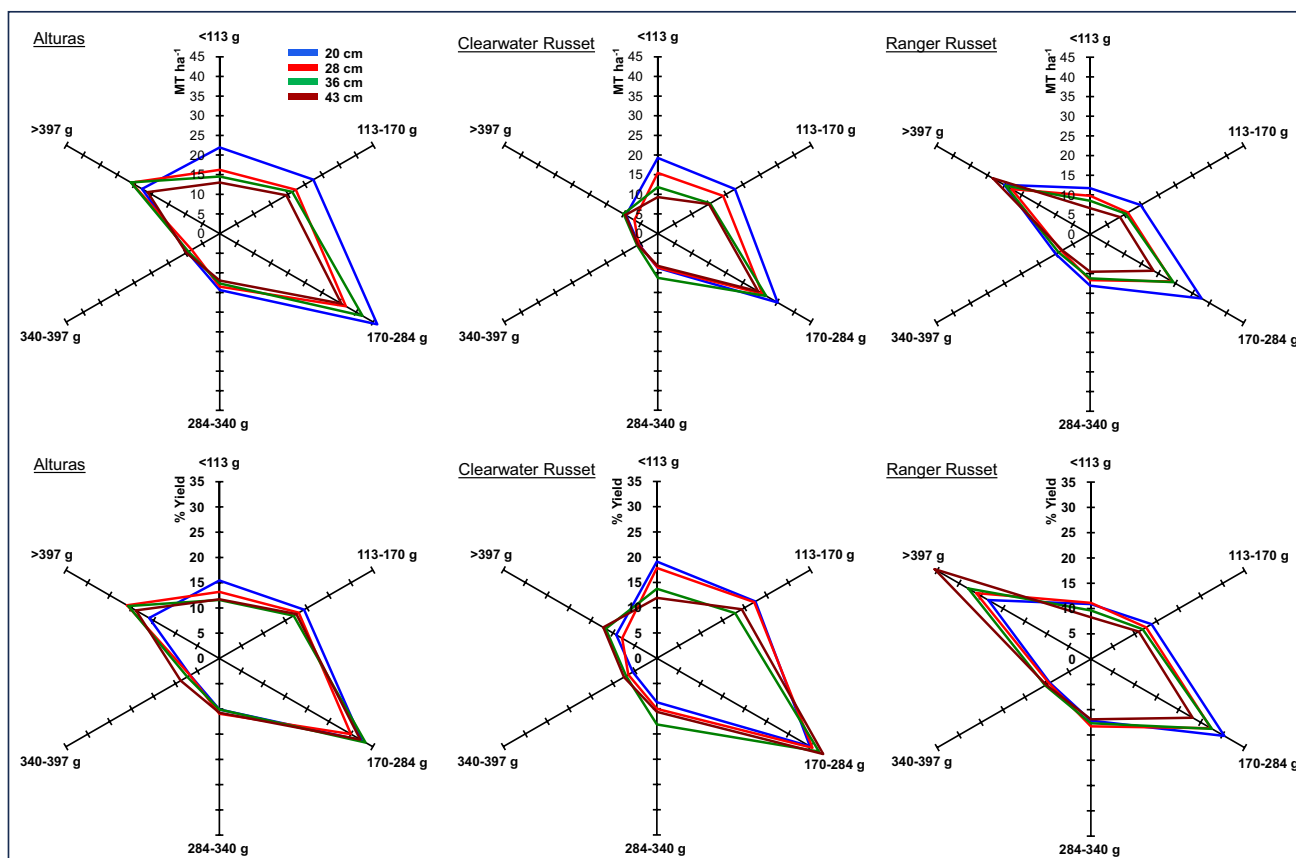 Alturas
<113 g
MT ha-1
45
40
35
30
25
20
15
10
5
0
113-170 g
170-284 g
284-340 g
340-397 g
>397 g
20 cm
28 cm
36 cm
43 cm
Clearwater Russet
<113 g
MT ha-1
45
40
35
30
25
20
15
10
5
0
113-170 g
170-284 g
284-340 g
340-397 g
>397 g
Ranger Russet
<113 g
MT ha-1
45
40
35
30
25
20
15
10
5
0
113-170 g
170-284 g
284-340 g
340-397 g
>397 g
Alturas
<113 g
% Yield
35
30
25
20
15
10
5
0
113-170 g
170-284 g
284-340 g
340-397 g
>397 g
Clearwater Russet
<113 g
% Yield
35
30
25
20
15
10
5
0
113-170 g
170-284 g
284-340 g
340-397 g
>397 g
Ranger Russet
<113 g
% Yield
35
30
25
20
15
10
5
0
113-170 g
170-284 g
284-340 g
340-397 g
>397 g